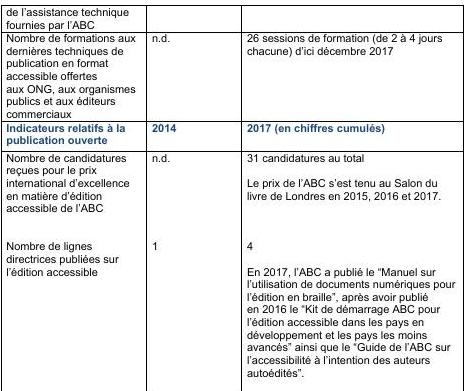 de l'assistance technique
fournies par l'ABC
Nombre de formations aux
dernières techniques de
publication en format
accessible offertes
aux ONG, aux organismes
publics et aux éditeurs
commerciaux
n.d.
26 sessions de formation (de 2 à 4 jours
chacune) d'ici décembre 2017
Indicateurs relatifs à la
publication ouverte
2014
2017 (en chiffres cumulés)
Nombre de candidatures
reçues pour le prix
international d'excellence
en matière d'édition
accessible de l'ABC
n.d.
31 candidatures au total
Le prix de l'ABC s'est tenu au Salon du
livre de Londres en 2015, 2016 et 2017.
Nombre de lignes
directrices publiées sur
l'édition accessible
1
4
En 2017, l'ABC a publié le “Manuel sur
l'utilisation de documents numériques pour
l'édition en braille”, après avoir publié
en 2016 le “Kit de démarrage ABC pour
l'édition accessible dans les pays en
développement et les pays les moins
avancés” ainsi que le “Guide de l'ABC sur
l'accessibilité à l'intention des auteurs
autoédités”.